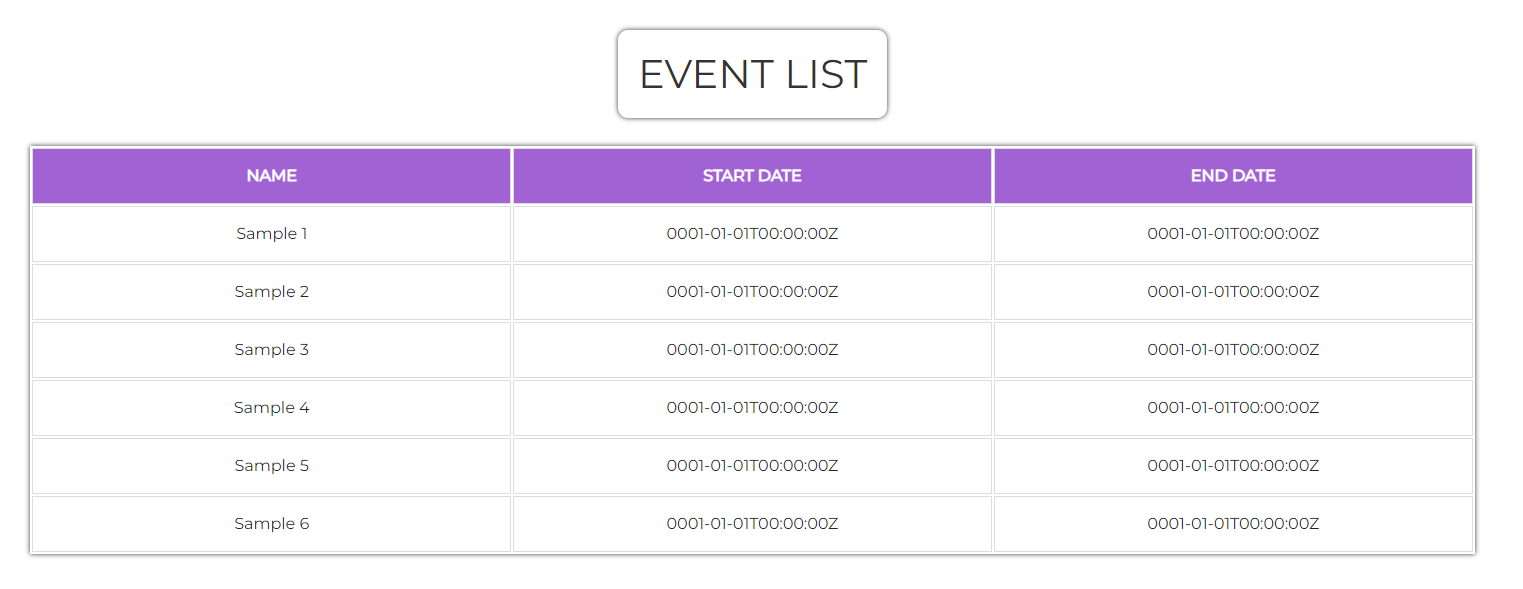 EVENT LIST
NAME START DATE END DATE
Sample 1 0001-01-01T00:00:00Z 0001-01-01T00:00:00Z
Sample 2 0001-01-01T00:00:00Z 0001-01-01T00:00:00Z
Sample 3 0001-01-01T00:00:00Z 0001-01-01T00:00:00Z
Sample 4 0001-01-01T00:00:00Z 0001-01-01T00:00:00Z
Sample 5 0001-01-01T00:00:00Z 0001-01-01T00:00:00Z
Sample 6 0001-01-01T00:00:00Z 0001-01-01T00:00:00Z